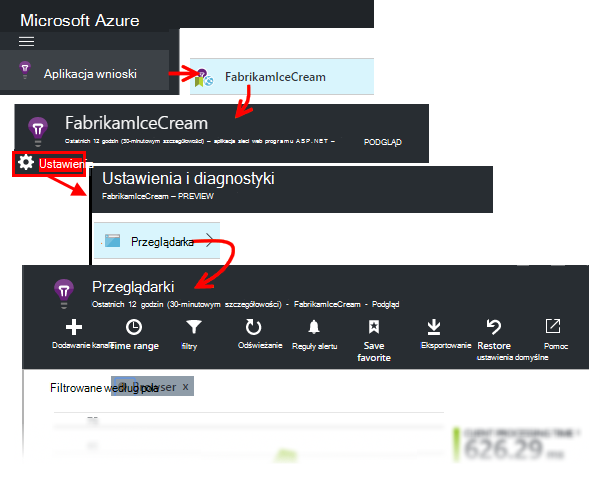 Microsoft Azure
Aplikacja wnioski
FabrikamIceCream
FabrikamIceCream
Ostatnich 12 godzin (30-minutowym szczegółowości) – aplikacja sieci web programu ASP.NET –
PODGLĄD
Ustawienia
Ustawienia i diagnostyki
FabrikamIceCream – PREVIEW
Przeglądarka
Przeglądarki
Ostatnich 12 godzin (30-minutowym szczegółowości) - FabrikamIceCream - Podgląd
Dodawanie kanału
Time range
filtry
Odświeżanie
Reguły alertu
Save
favorite
Eksportowanie
Restore
ustawienia domyślne
Pomoc
Filtrowane według pola
Browser x
75
CLIENT PROCESSING TIME
626.29 ms